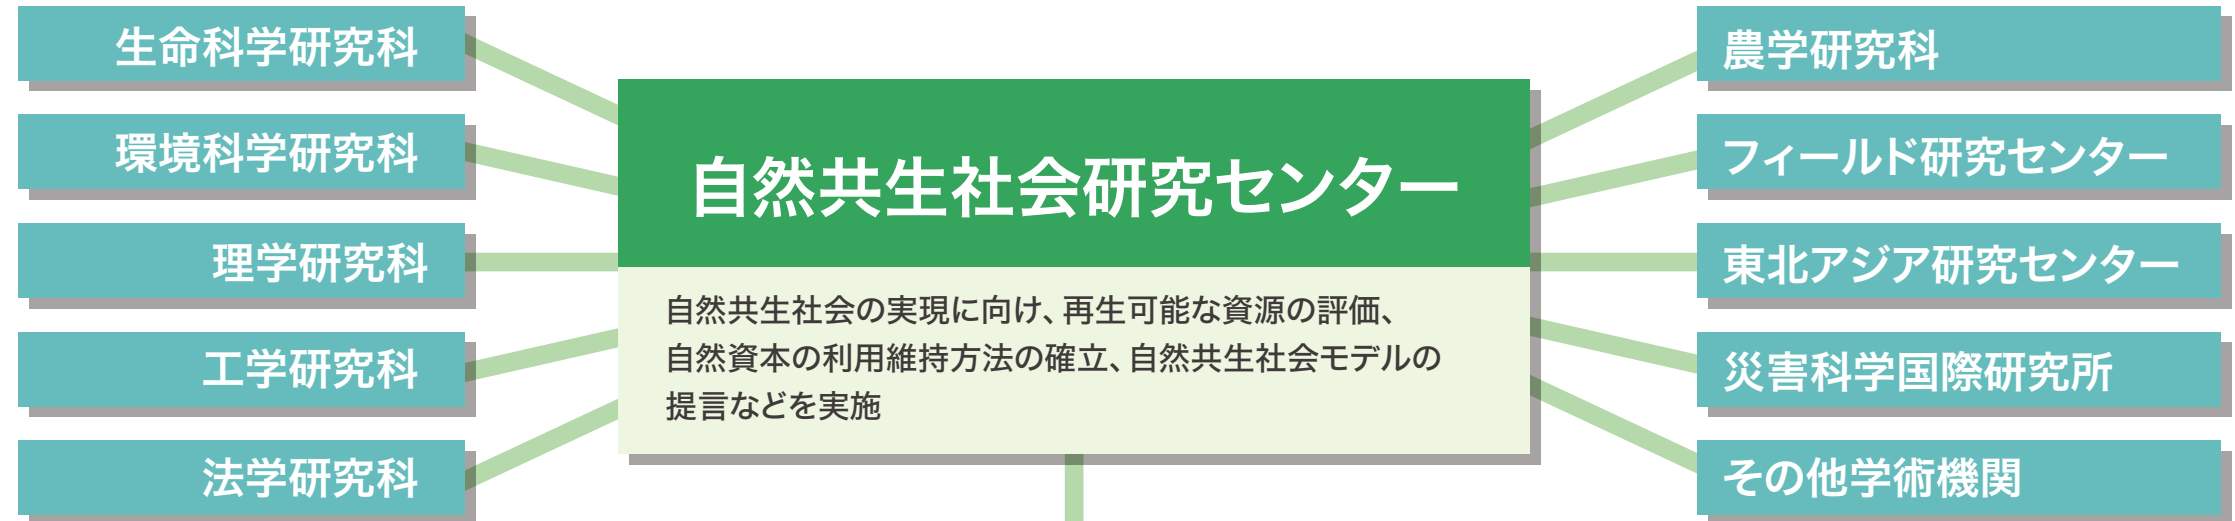 生命科学研究科
環境科学研究科
理学研究科
工学研究科
法学研究科
自然共生社会研究センター
自然共生社会の実現に向け、再生可能な資源の評価、
自然資本の利用維持方法の確立、自然共生社会モデルの
提言などを実施
農学研究科
フィールド研究センター
東北アジア研究センター
災害科学国際研究所
その他学術機関